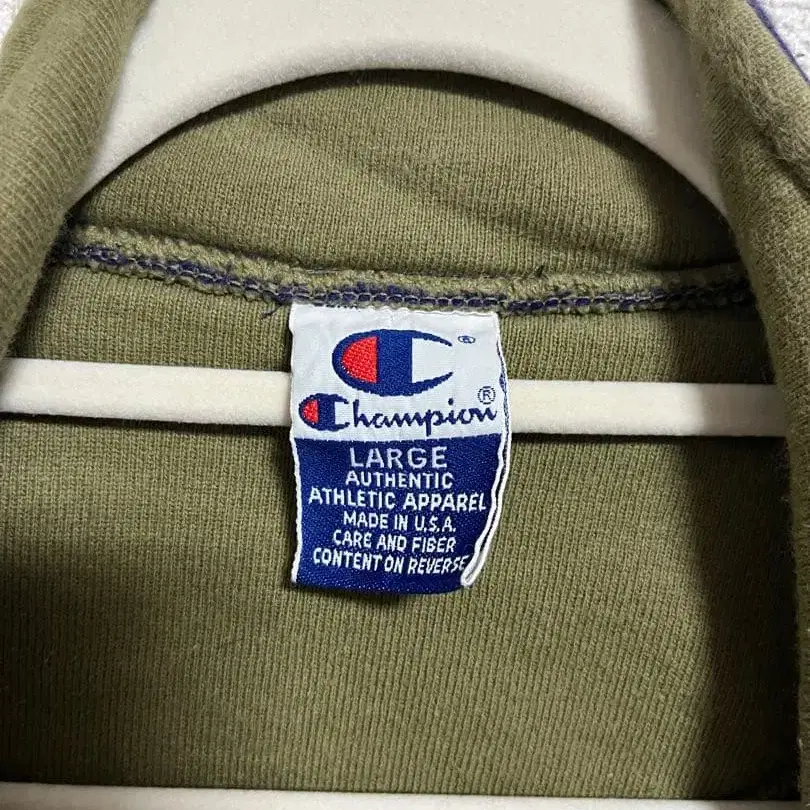 ®
Champion®
LARGE
AUTHENTIC
ATHLETIC APPAREL
MADE IN U.S.A.
CARE AND FIBER
CONTENT ON REVERSE